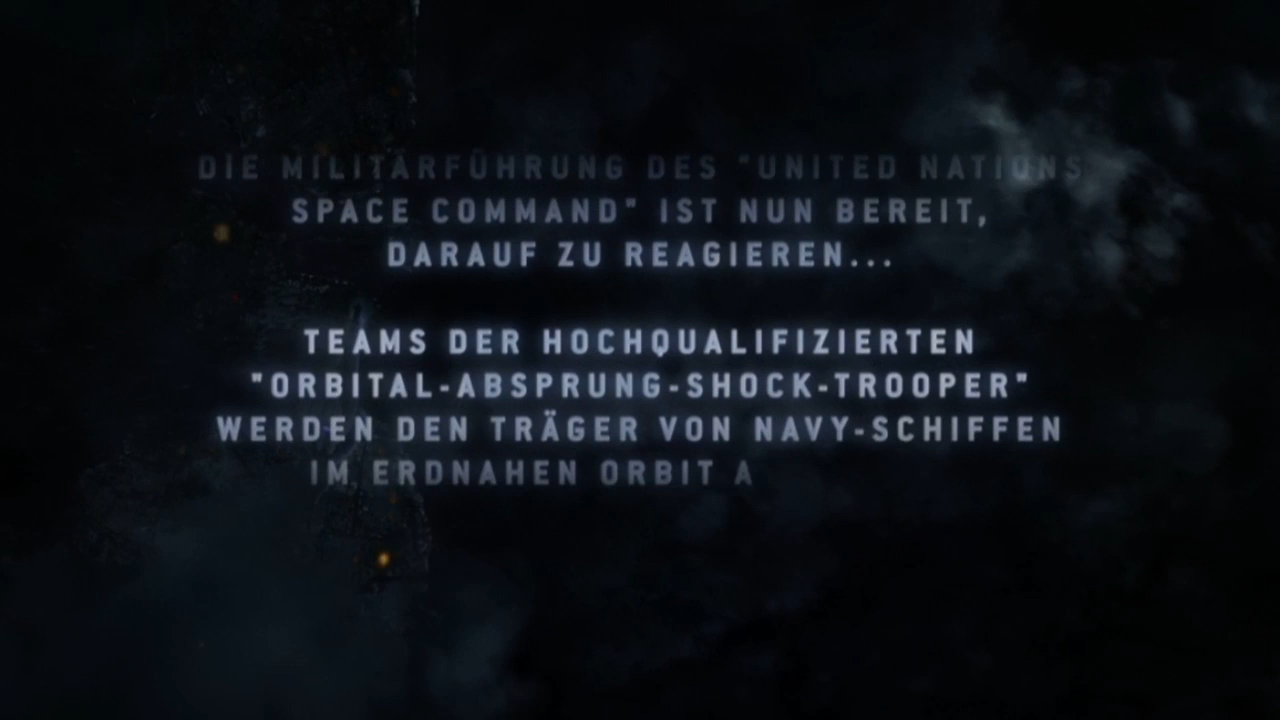 DIE MILITÄRFÜHRUNG DES "UNITED NATIONS
SPACE COMMAND" IST NUN BEREIT,
DARAUF ZU REAGIEREN...
TEAMS DER HOCHQUALIFIZIERTEN
"ORBITAL-ABSPRUNG-SHOCK-TROOPER"
WERDEN DEN TRÄGER VON NAVY-SCHIFFEN
IM ERDNAHEN ORBIT A